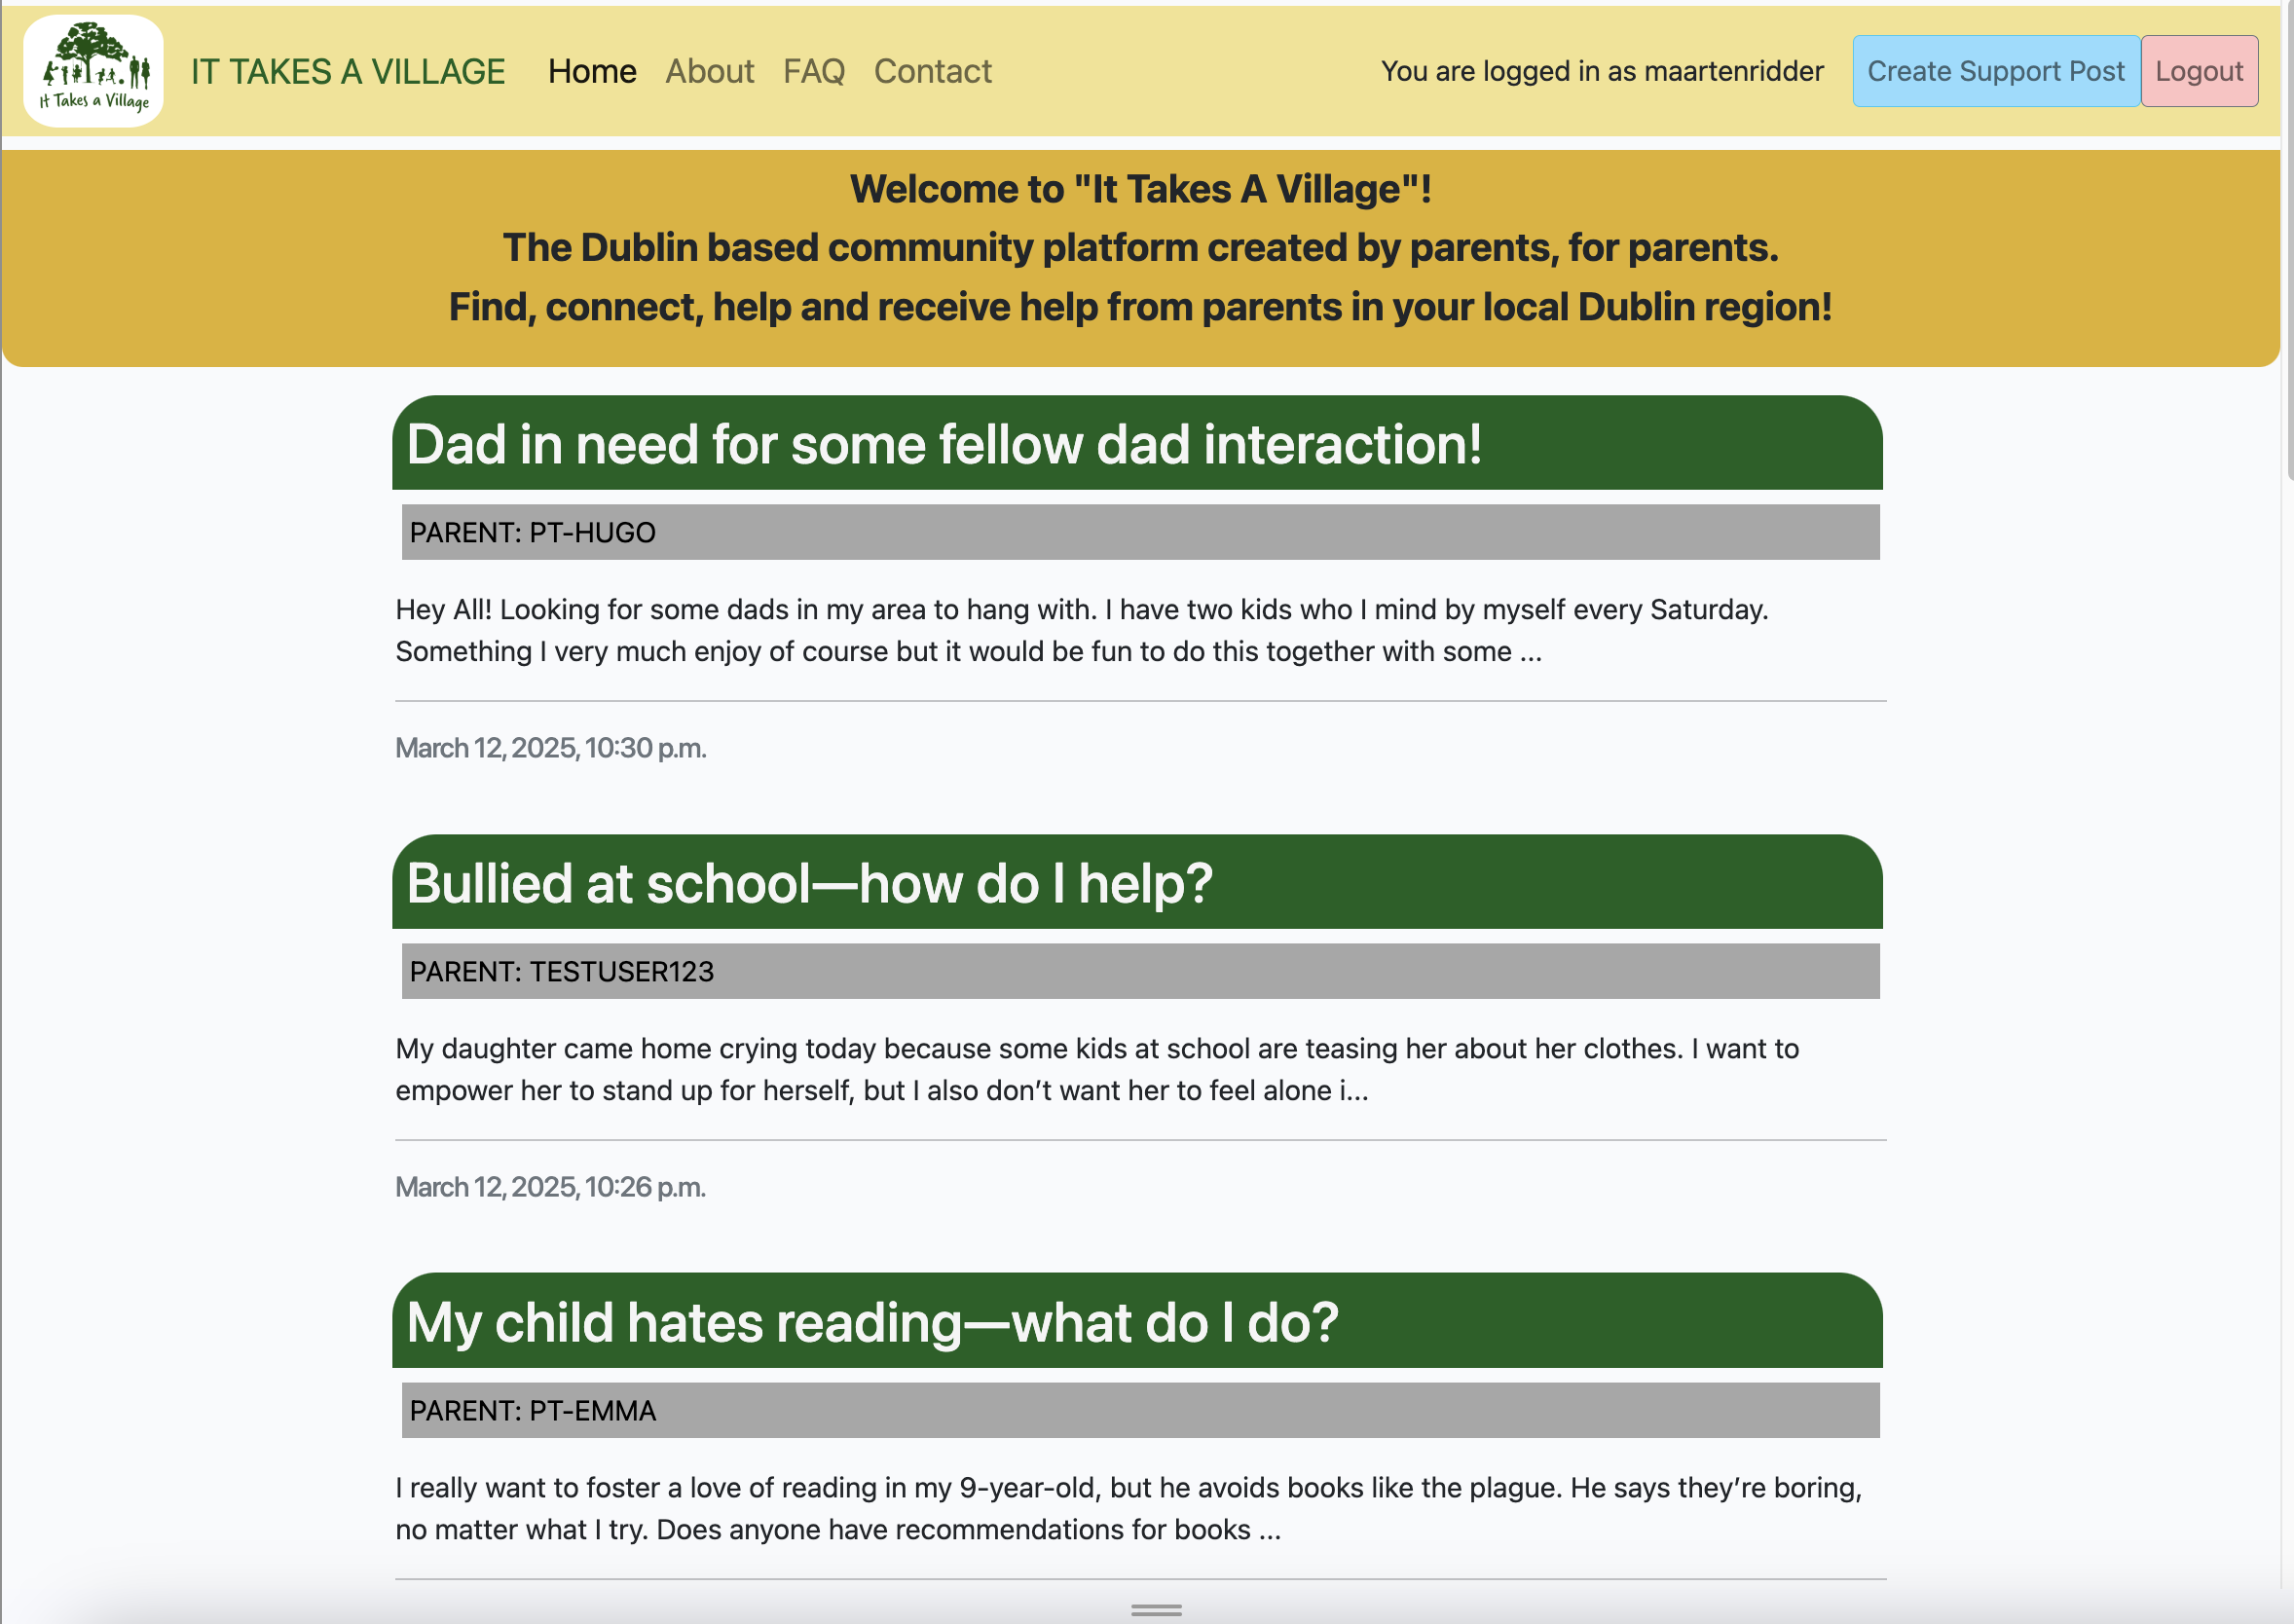 It Takes a Village
IT TAKES A VILLAGE Home About FAQ Contact You are logged in as maartenridder Create Support Post Logout
Welcome to "It Takes A Village"!
The Dublin based community platform created by parents, for parents.
Find, connect, help and receive help from parents in your local Dublin region!
Dad in need for some fellow dad interaction!
PARENT: PT-HUGO
Hey All! Looking for some dads in my area to hang with. I have two kids who I mind by myself every Saturday.
Something I very much enjoy of course but it would be fun to do this together with some ...
March 12, 2025, 10:30 p.m.
Bullied at school—how do I help?
PARENT: TESTUSER123
My daughter came home crying today because some kids at school are teasing her about her clothes. I want to
empower her to stand up for herself, but I also don’t want her to feel alone i...
March 12, 2025, 10:26 p.m.
My child hates reading—what do I do?
PARENT: PT-EMMA
I really want to foster a love of reading in my 9-year-old, but he avoids books like the plague. He says they’re boring,
no matter what I try. Does anyone have recommendations for books ...